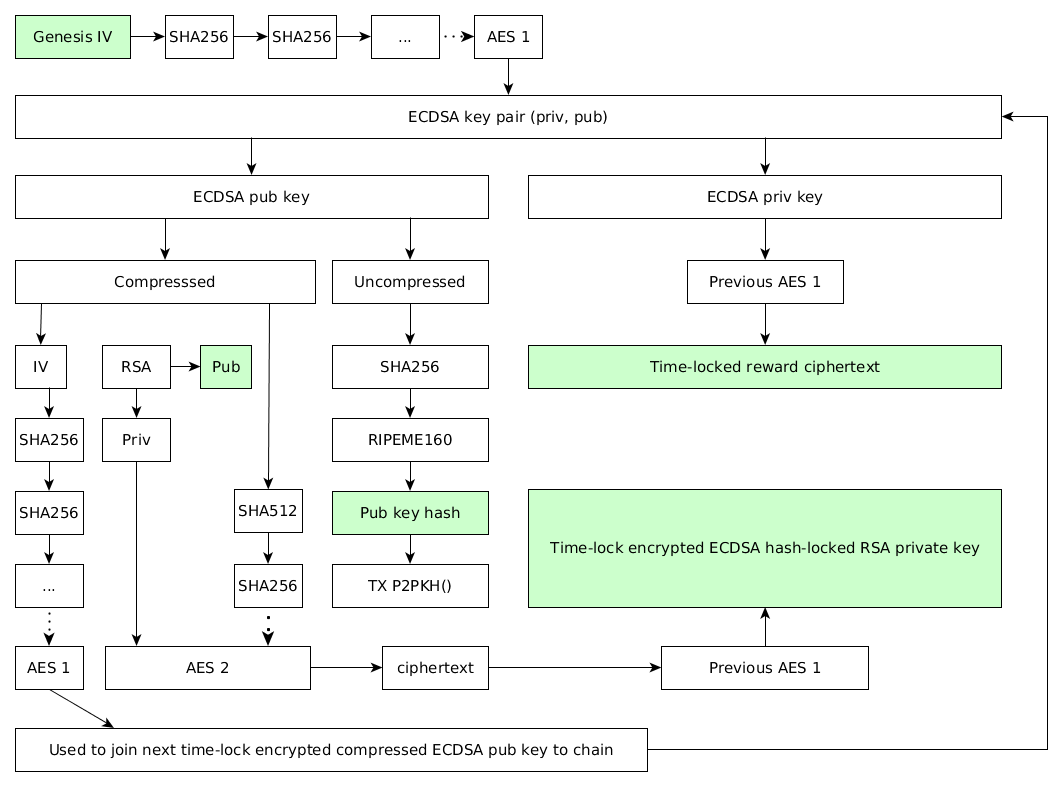 Genesis IV
SHA256
SHA256
...
AES 1
ECDSA key pair (priv, pub)
ECDSA pub key
ECDSA priv key
Compresssed
Uncompressed
Previous AES 1
IV
RSA
Pub
SHA256
Time-locked reward ciphertext
SHA256
Priv
RIPEME160
SHA256
SHA512
Pub key hash
Time-lock encrypted ECDSA hash-locked RSA private key
...
SHA256
TX P2PKH()
AES 1
AES 2
ciphertext
Previous AES 1
Used to join next time-lock encrypted compressed ECDSA pub key to chain